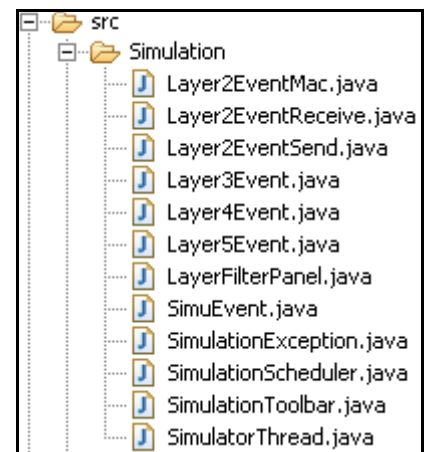 src
Simulation
Layer2EventMac.java
Layer2EventReceive.java
Layer2EventSend.java
Layer3Event.java
Layer4Event.java
Layer5Event.java
LayerFilterPanel.java
SimuEvent.java
SimulationException.java
SimulationScheduler.java
SimulationToolbar.java
SimulatorThread.java